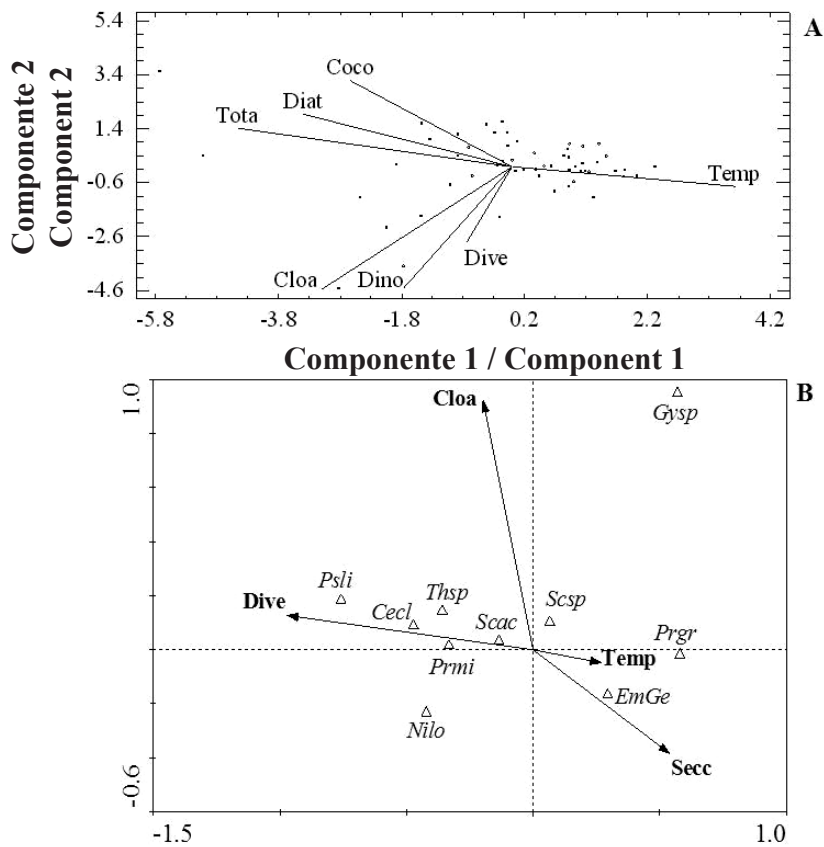 5.4
A
Componente 2
Component 2
3.4
Coco
Diat
Tota
1.4
Temp
-0.6
-2.6
Dive
Cloa
Dino
-4.6
-5.8
-3.8
-1.8
0.2
2.2
4.2
Componente 1 / Component 1
1.0
Cloa
B
Gysp
Psli
Dive
Thsp
Cecl
Scac
Scsp
Prgr
Prmi
Temp
EmGe
Nilo
Secc
-0.6
-1.5
1.0